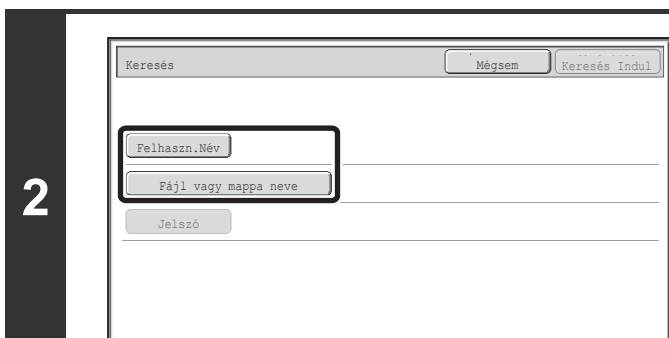 2
Keresés Mégsem Keresés Indul
Felhaszn.Név
Fájl vagy mappa neve
Jelszó